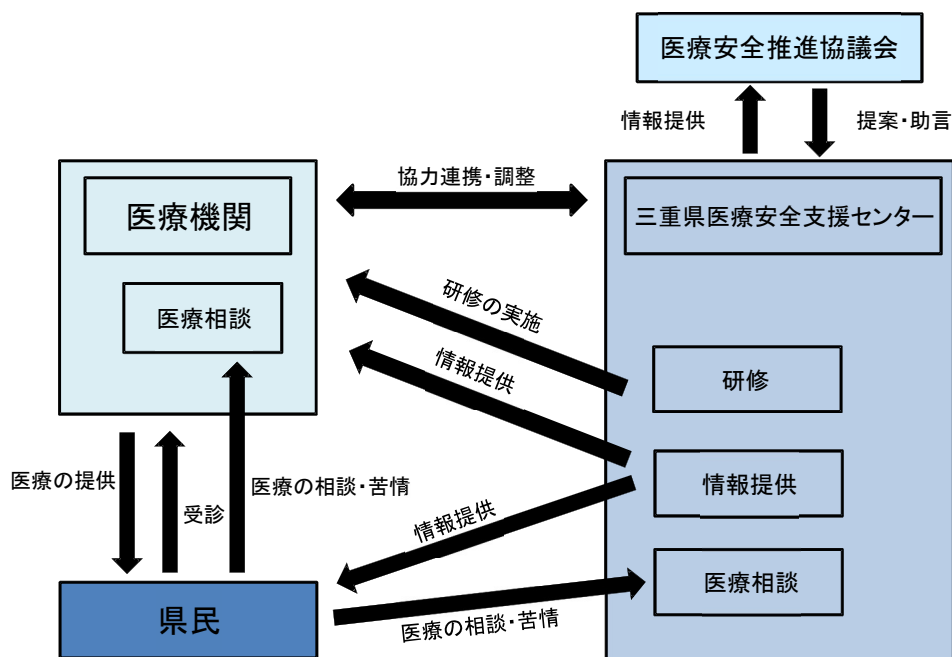 医療安全推進協議会
情報提供
提案・助言
協力連携・調整
医療機関
三重県医療安全支援センター
医療相談
研修の実施
情報提供
研修
医療の提供
受診
医療の相談・苦情
情報提供
情報提供
医療相談
県民
医療の相談・苦情